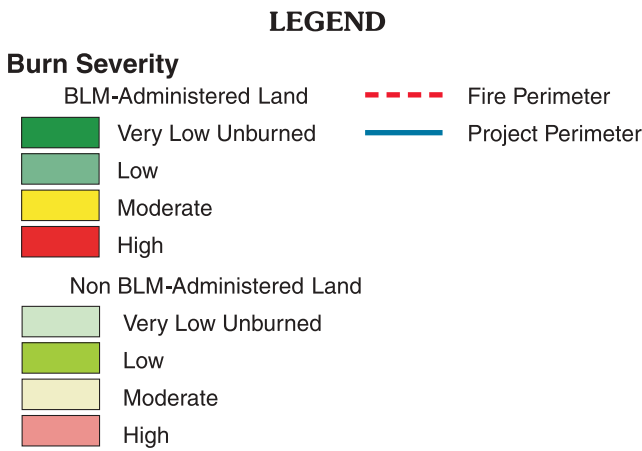 LEGEND
Burn Severity
BLM-Administered Land
Very Low Unburned
Low
Moderate
High
Non BLM-Administered Land
Very Low Unburned
Low
Moderate
High
Fire Perimeter
Project Perimeter